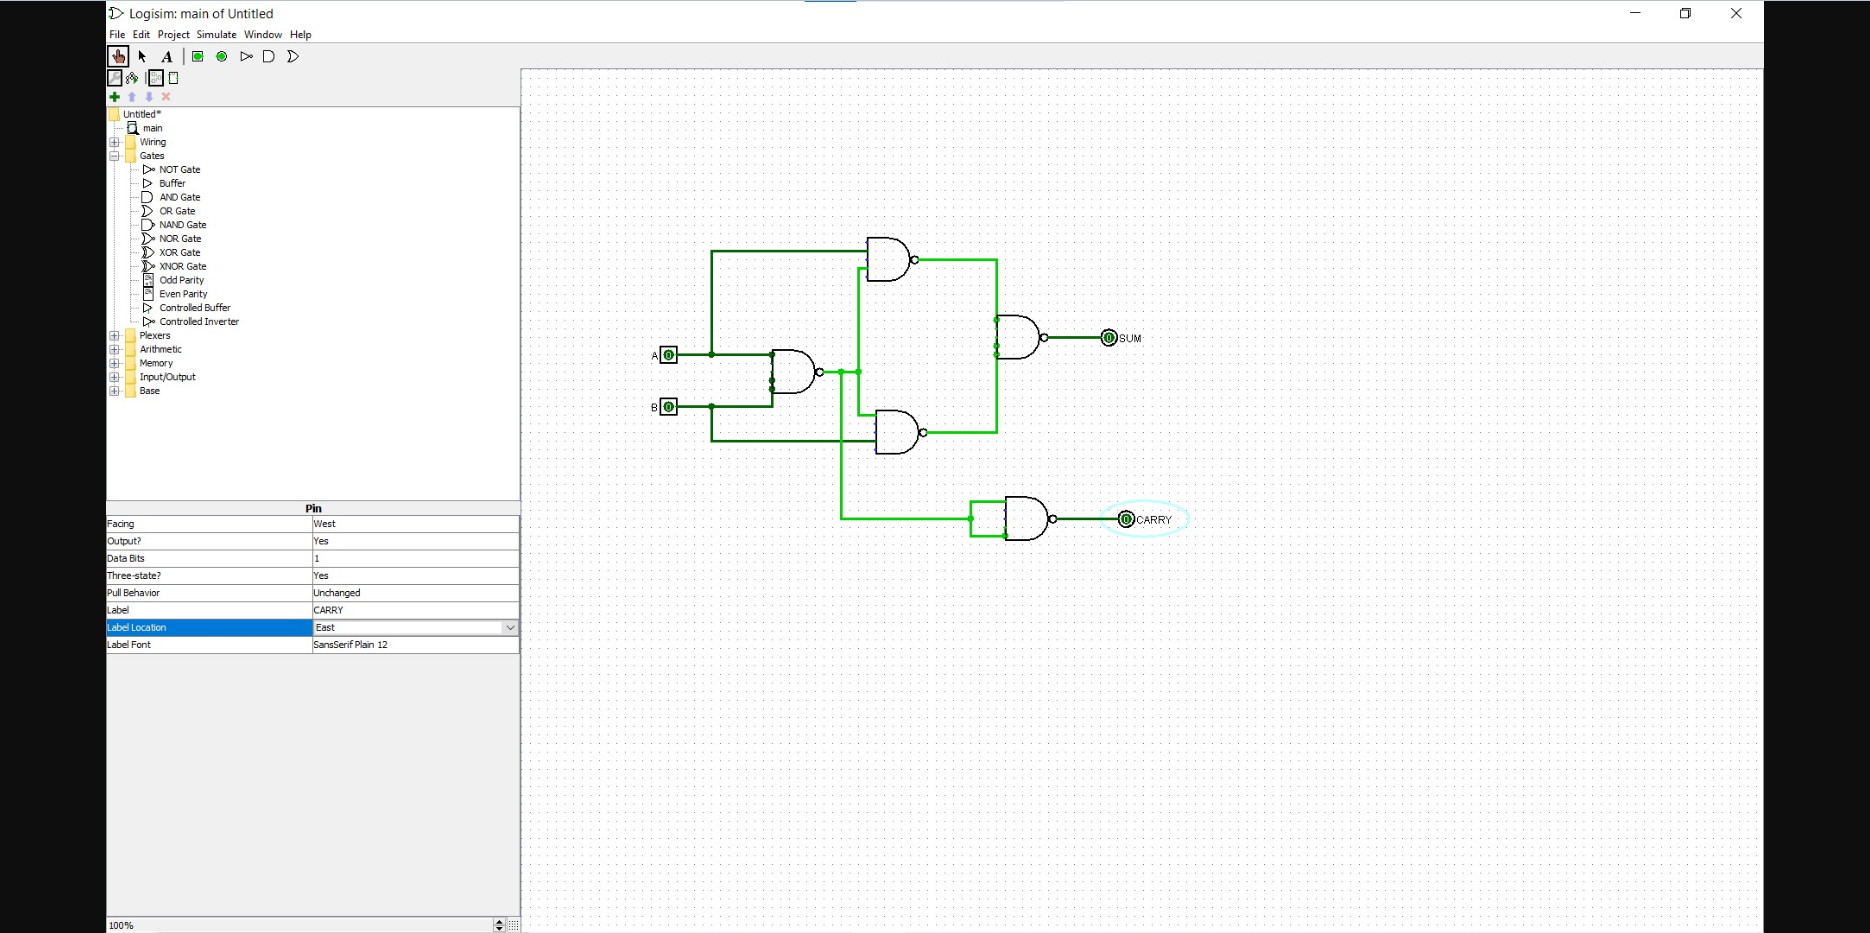 Logisim: main of Untitled
File Edit Project Simulate Window Help
A
Untitled*
main
Wiring
Gates
NOT Gate
Buffer
AND Gate
OR Gate
NAND Gate
NOR Gate
XOR Gate
XNOR Gate
Odd Parity
Even Parity
Controlled Buffer
Controlled Inverter
Plexers
Arithmetic
Memory
Input/Output
Base
Pin
Facing West
Output? Yes
Data Bits 1
Three-state? Yes
Pull Behavior Unchanged
Label CARRY
Label Location East
Label Font SansSerif Plain 12
100%
A 0
B 0
0 SUM
0 CARRY